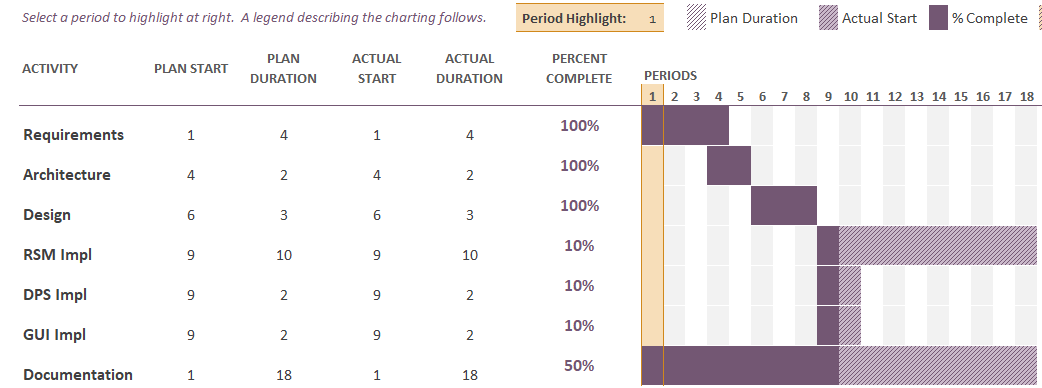 Select a period to highlight at right. A legend describing the charting follows.
Period Highlight: 1
Plan Duration
Actual Start
% Complete
ACTIVITY PLAN START PLAN DURATION ACTUAL START ACTUAL DURATION PERCENT COMPLETE PERIODS
1 2 3 4 5 6 7 8 9 10 11 12 13 14 15 16 17 18
Requirements 1 4 1 4 100%
Architecture 4 2 4 2 100%
Design 6 3 6 3 100%
RSM Impl 9 10 9 10 10%
DPS Impl 9 2 9 2 10%
GUI Impl 9 2 9 2 10%
Documentation 1 18 1 18 50%